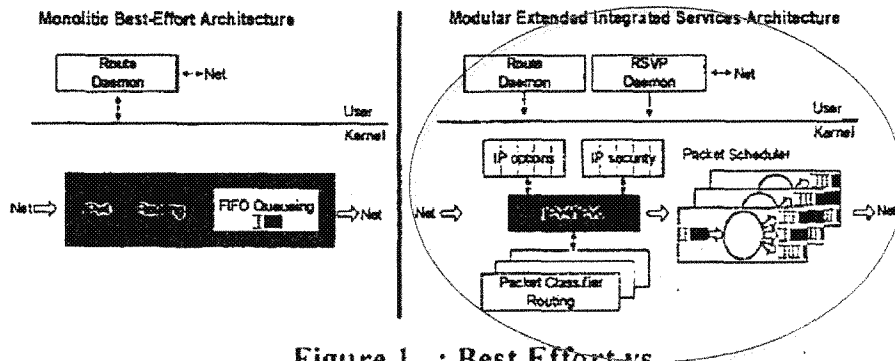 Monolitic Best-Effort Architecture
Route
Daemon
Net
User
Kernel
Net
FIFO Queueing
Net
Modular Extended Integrated Services-Architecture
Route
Daemon
RSVP
Daemon
Net
User
Kernel
IP options
IP security
Packet Scheduler
Net
Net
Packet Classifier
Routing
Figure 1 : Best Effort vs